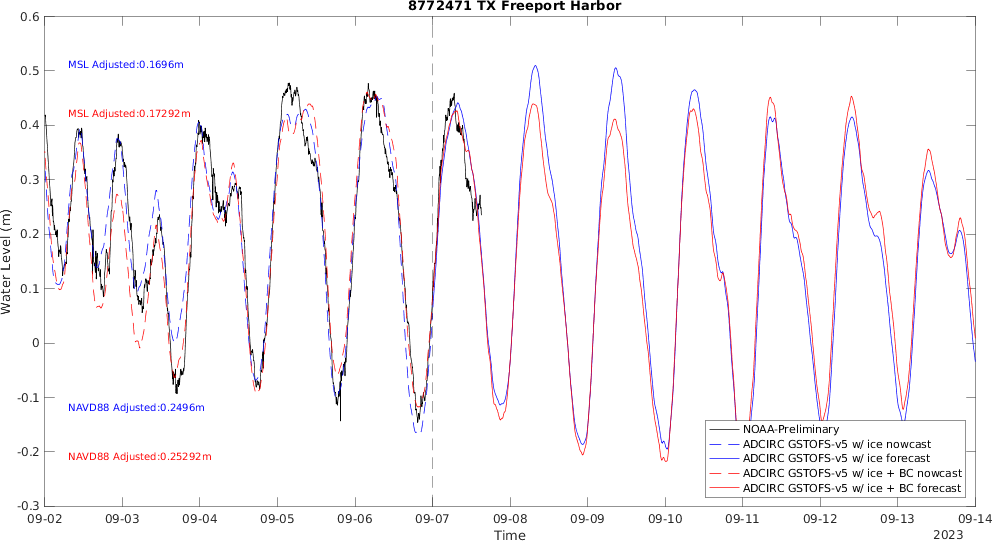 8772471 TX Freeport Harbor
Water Level (m)
0.6
0.5
0.4
0.3
0.2
0.1
0
-0.1
-0.2
-0.3
MSL Adjusted:0.1696m
MSL Adjusted:0.17292m
NAVD88 Adjusted:0.2496m
NAVD88 Adjusted:0.25292m
NOAA-Preliminary
ADCIRC GSTOFS-v5 w/ ice nowcast
ADCIRC GSTOFS-v5 w/ ice forecast
ADCIRC GSTOFS-v5 w/ ice + BC nowcast
ADCIRC GSTOFS-v5 w/ ice + BC forecast
09-02 09-03 09-04 09-05 09-06 09-07 09-08 09-09 09-10 09-11 09-12 09-13 09-14
Time
2023